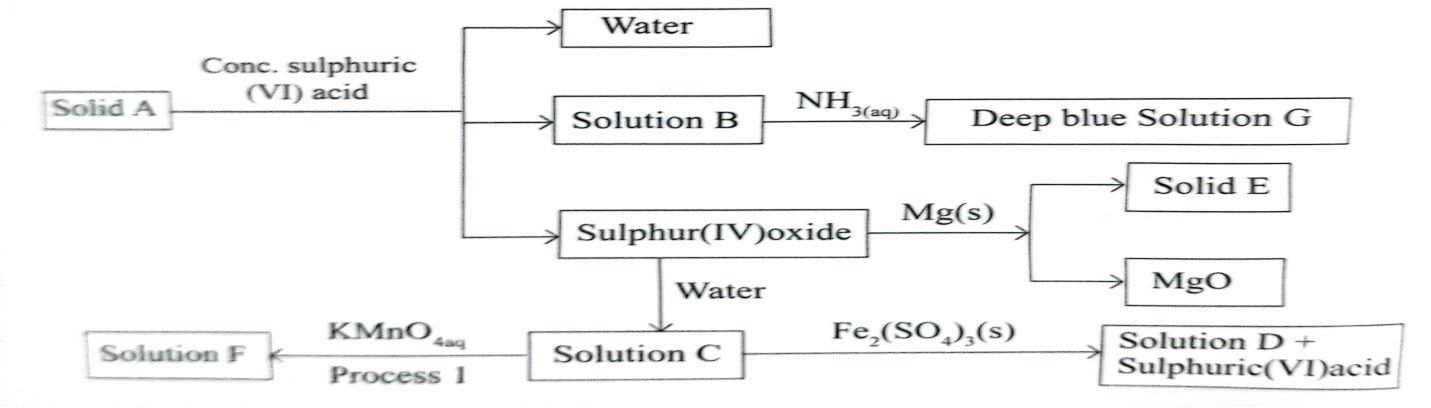 Water
Conc. sulphuric
(VI) acid
Solid A
Solution B
NH₃(aq)
Deep blue Solution G
Solid E
Mg(s)
Sulphur(IV)oxide
MgO
Water
KMnO₄aq
Fe₂(SO₄)₃(s)
Solution F
Process 1
Solution C
Solution D +
Sulphuric(VI)acid